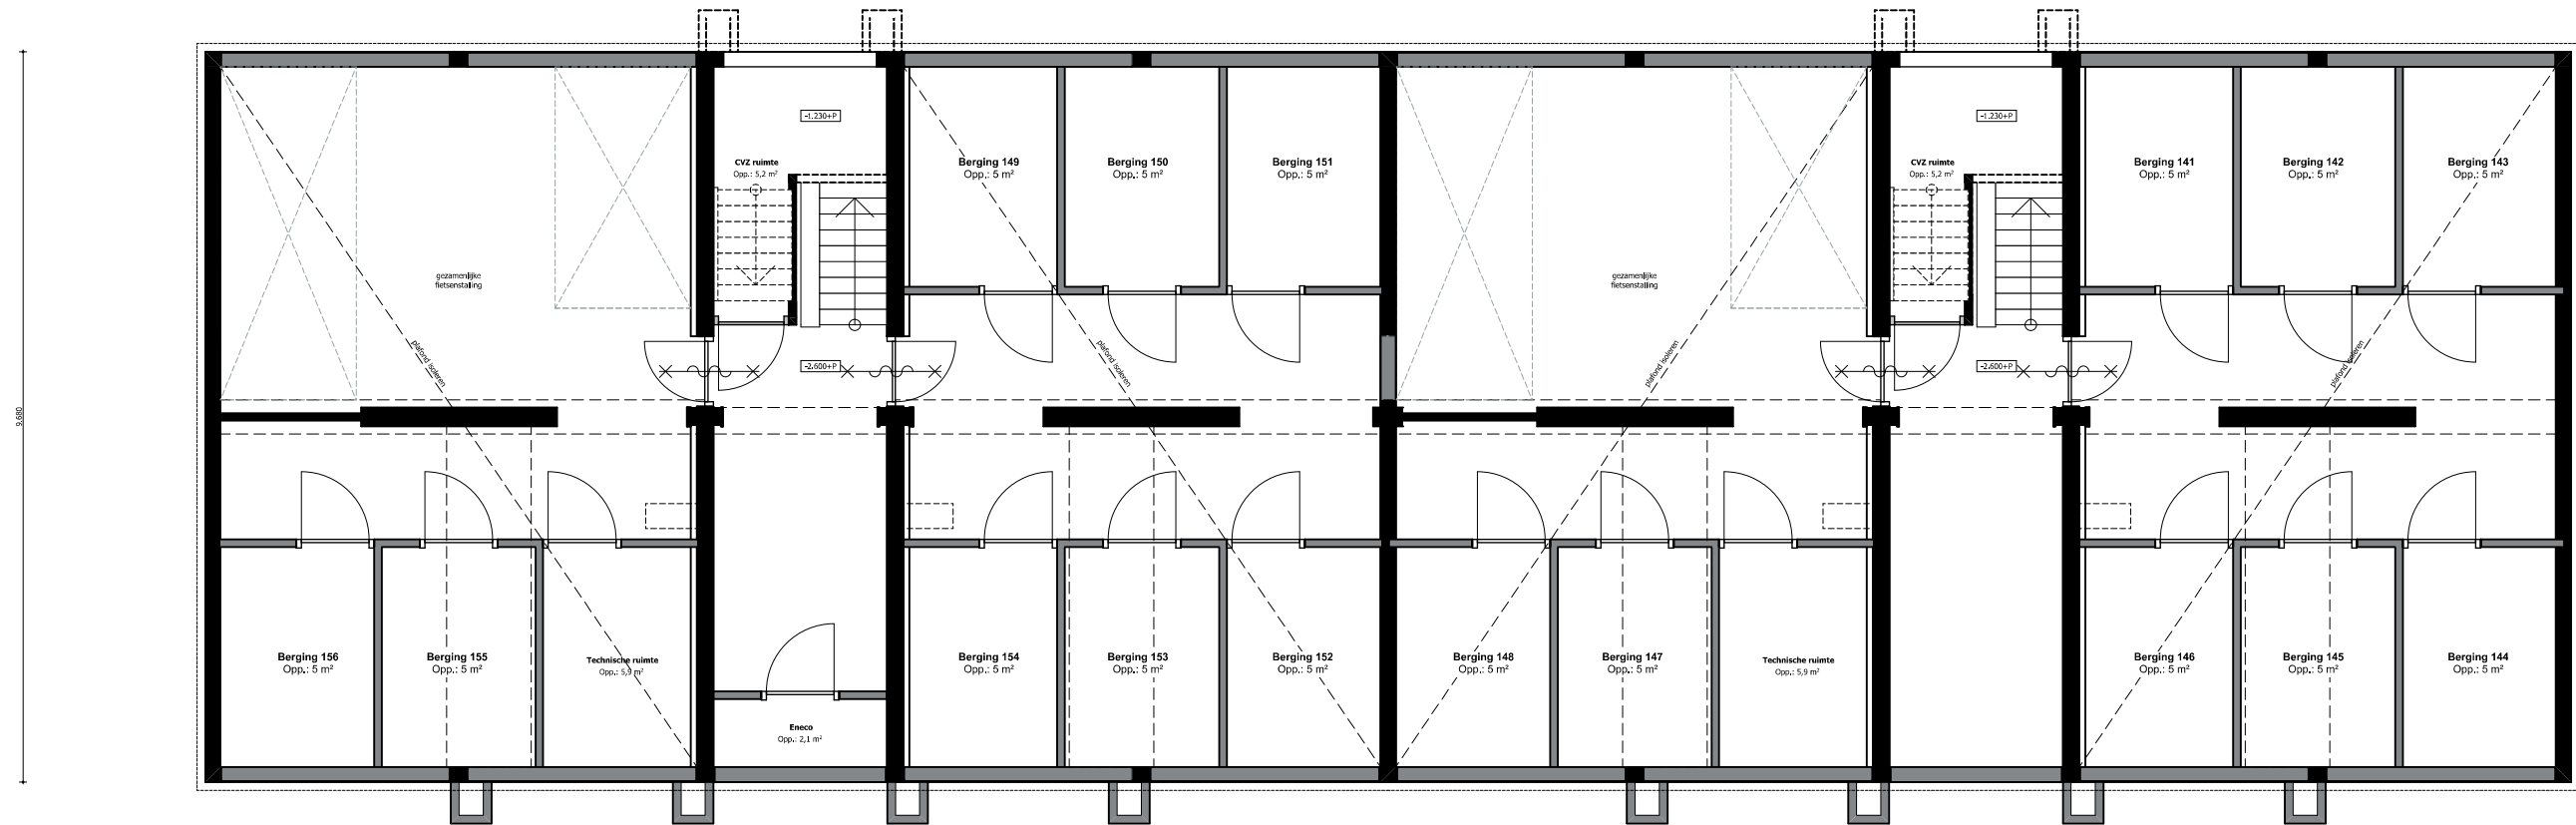 -1.230+P
-1.230+P
CVZ ruimte
Opp.: 5,2 m²
Berging 149
Opp.: 5 m²
Berging 150
Opp.: 5 m²
Berging 151
Opp.: 5 m²
CVZ ruimte
Opp.: 5,2 m²
Berging 141
Opp.: 5 m²
Berging 142
Opp.: 5 m²
Berging 143
Opp.: 5 m²
gezamenlijke
fietsenstalling
gezamenlijke
fietsenstalling
plafond isoleren
-2.600+P
plafond isoleren
plafond isoleren
-2.600+P
plafond isoleren
9.880
Berging 156
Opp.: 5 m²
Berging 155
Opp.: 5 m²
Technische ruimte
Opp.: 5,9 m²
Berging 154
Opp.: 5 m²
Berging 153
Opp.: 5 m²
Berging 152
Opp.: 5 m²
Berging 148
Opp.: 5 m²
Berging 147
Opp.: 5 m²
Technische ruimte
Opp.: 5,9 m²
Berging 146
Opp.: 5 m²
Berging 145
Opp.: 5 m²
Berging 144
Opp.: 5 m²
Eneco
Opp.: 2,1 m²